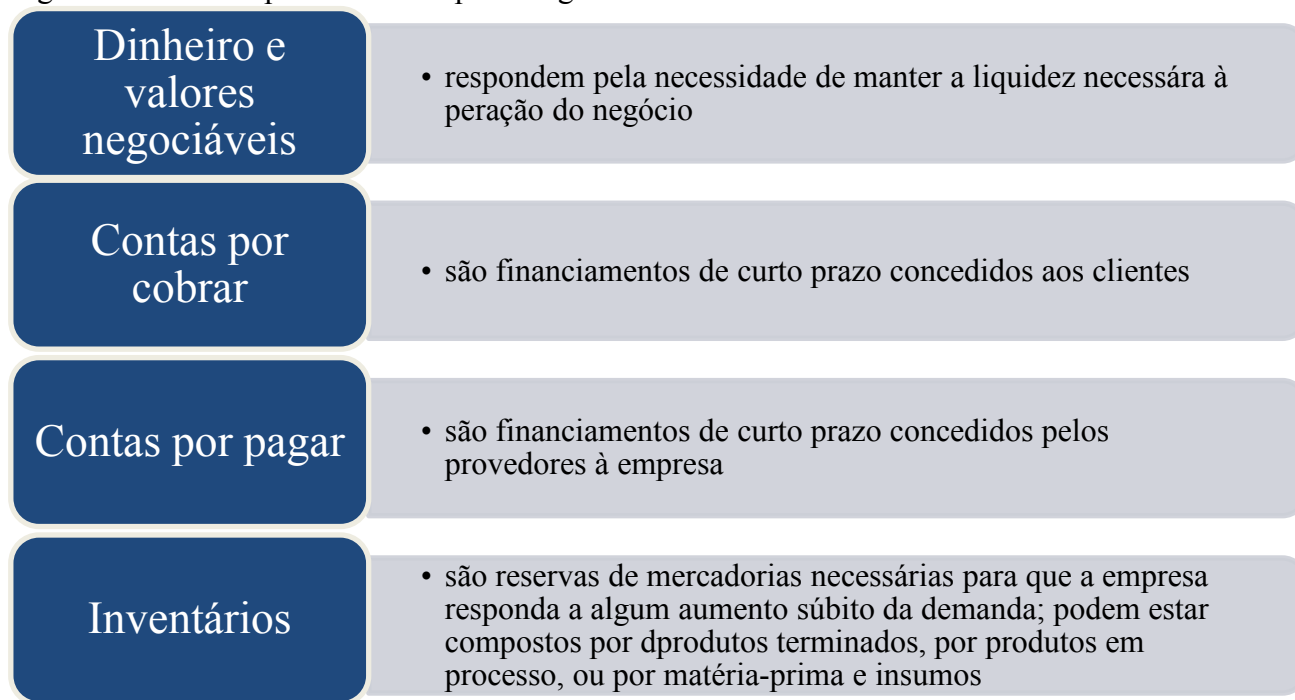 Dinheiro e
valores
negociáveis
• respondem pela necessidade de manter a liquidez necessára à
peração do negócio
Contas por
cobrar
• são financiamentos de curto prazo concedidos aos clientes
Contas por pagar
• são financiamentos de curto prazo concedidos pelos
provedores à empresa
Inventários
• são reservas de mercadorias necessárias para que a empresa
responda a algum aumento súbito da demanda; podem estar
compostos por dprodutos terminados, por produtos em
processo, ou por matéria-prima e insumos